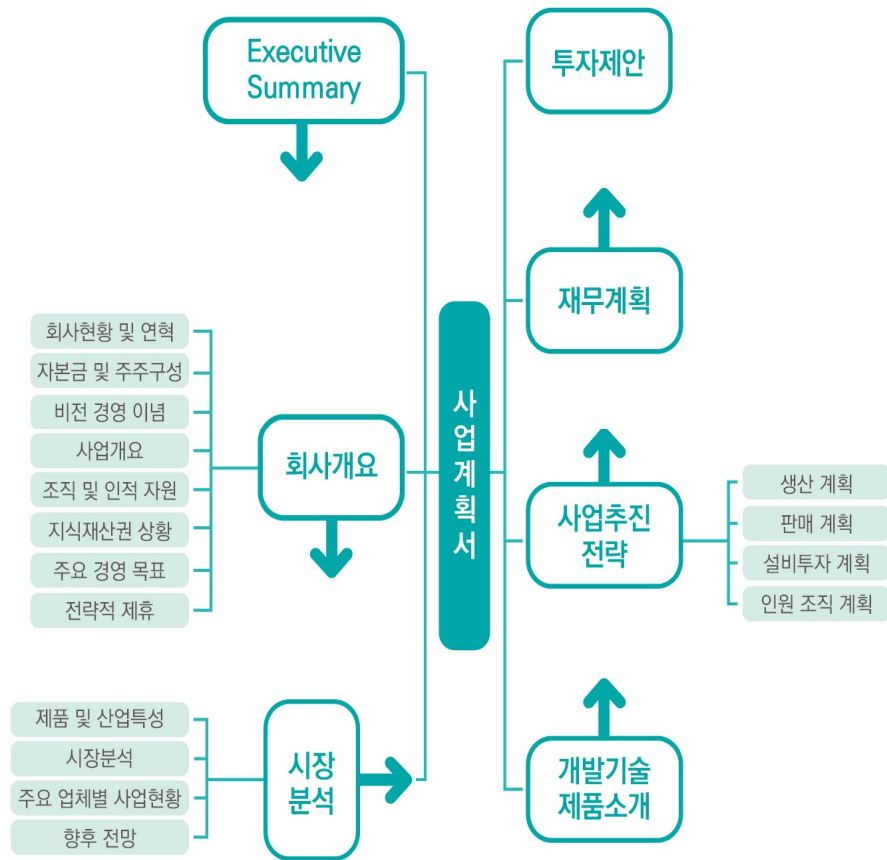 Executive
Summary
투자제안
재무계획
사업계획서
회사현황 및 연혁
자본금 및 주주구성
비전 경영 이념
사업개요
조직 및 인적 자원
지식재산권 상황
주요 경영 목표
전략적 제휴
회사개요
사업추진
전략
생산 계획
판매 계획
설비투자 계획
인원 조직 계획
제품 및 산업특성
시장분석
주요 업체별 사업현황
향후 전망
시장
분석
개발기술
제품소개